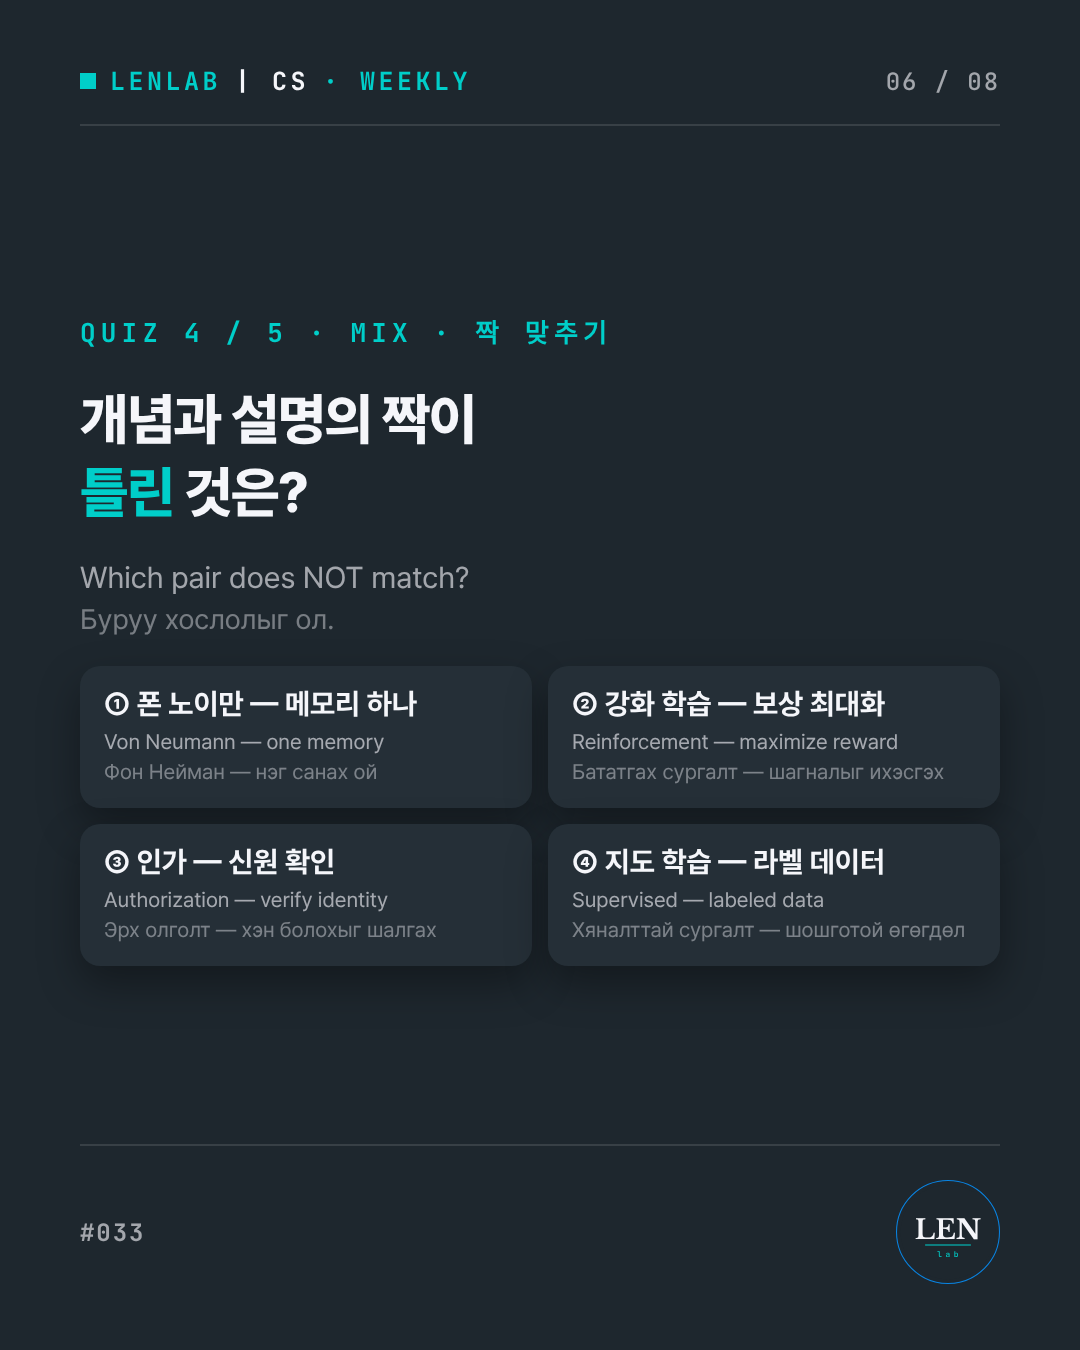 LENLAB | CS · WEEKLY
06 / 08
QUIZ 4 / 5 · MIX · 짝 맞추기
개념과 설명의 짝이
틀린 것은?
Which pair does NOT match?
Буруу хослолыг ол.
① 폰 노이만 — 메모리 하나
Von Neumann — one memory
Фон Нейман — нэг санах ой
② 강화 학습 — 보상 최대화
Reinforcement — maximize reward
Бататгах сургалт — шагналыг ихэсгэх
③ 인가 — 신원 확인
Authorization — verify identity
Эрх олголт — хэн болохыг шалгах
④ 지도 학습 — 라벨 데이터
Supervised — labeled data
Хяналттай сургалт — шошготой өгөгдөл
#033
LEN
lab